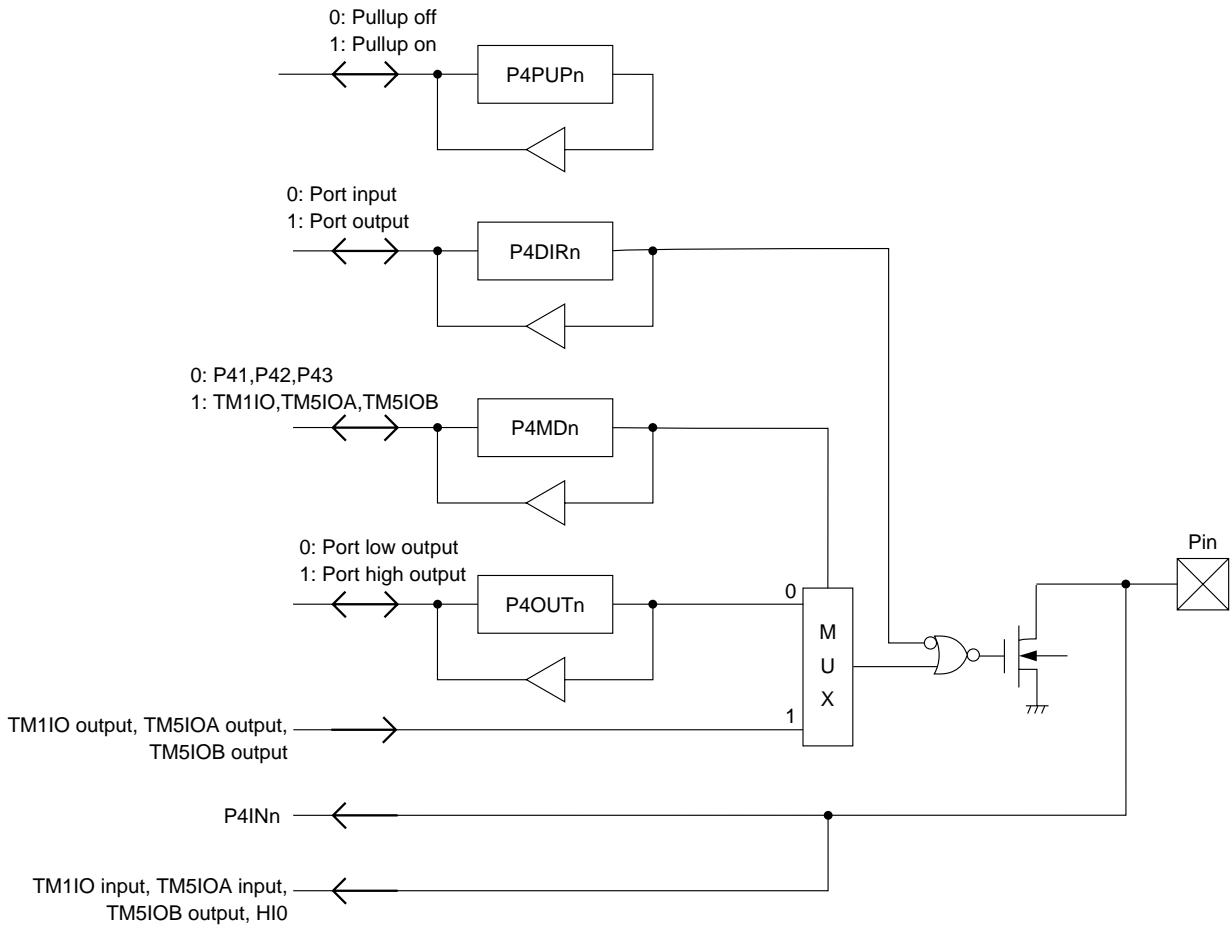 0: Pullup off
1: Pullup on
P4PUPn
0: Port input
1: Port output
P4DIRn
0: P41,P42,P43
1: TM1IO,TM5IOA,TM5IOB
P4MDn
0: Port low output
1: Port high output
P4OUTn
Pin
0
M
U
X
1
TM1IO output, TM5IOA output,
TM5IOB output
P4INn
TM1IO input, TM5IOA input,
TM5IOB output, HI0